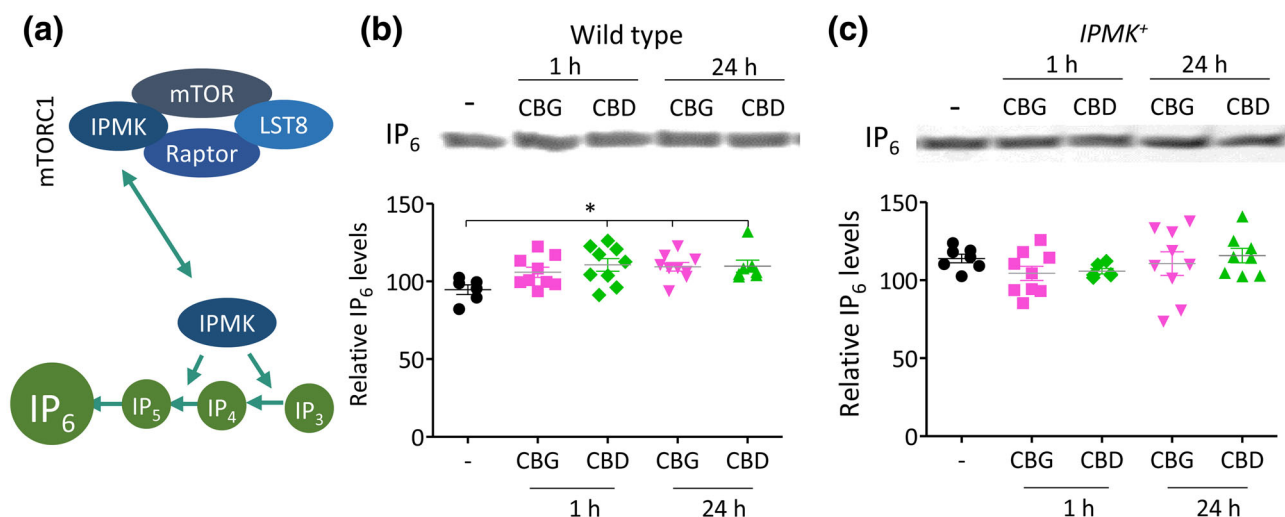 (a)
mTORC1
mTOR
IPMK
LST8
Raptor
IPMK
IP6
IP5
IP4
IP3
(b)
Wild type
1 h
24 h
-
CBG
CBD
CBG
CBD
IP6
Relative IP6 levels
150
100
50
0
*
-
CBG
CBD
CBG
CBD
1 h
24 h
(c)
IPMK+
1 h
24 h
-
CBG
CBD
CBG
CBD
IP6
Relative IP6 levels
150
100
50
0
-
CBG
CBD
CBG
CBD
1 h
24 h